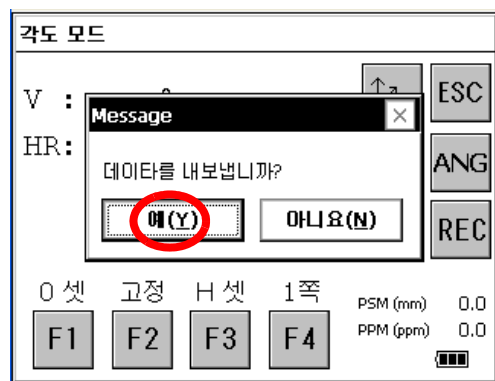 각도 모드
V :
ESC
Message
HR:
데이타를 내보냅니까?
ANG
예(Y)
아니요(N)
REC
0 셋
고정
H 셋
1쪽
PSM (mm) 0.0
F1
F2
F3
F4
PPM (ppm) 0.0